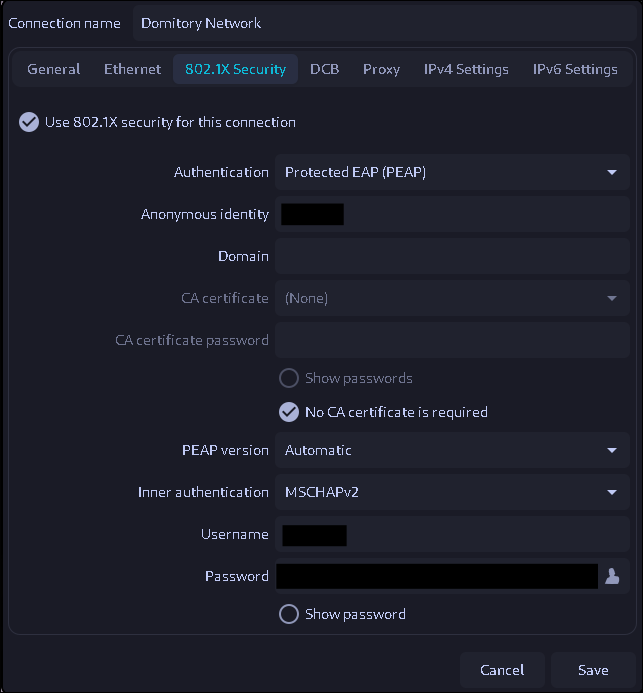 Connection name Domitory Network
General Ethernet 802.1X Security DCB Proxy IPv4 Settings IPv6 Settings
Use 802.1X security for this connection
Authentication Protected EAP (PEAP)
Anonymous identity
Domain
CA certificate (None)
CA certificate password
Show passwords
No CA certificate is required
PEAP version Automatic
Inner authentication MSCHAPv2
Username
Password
Show password
Cancel Save